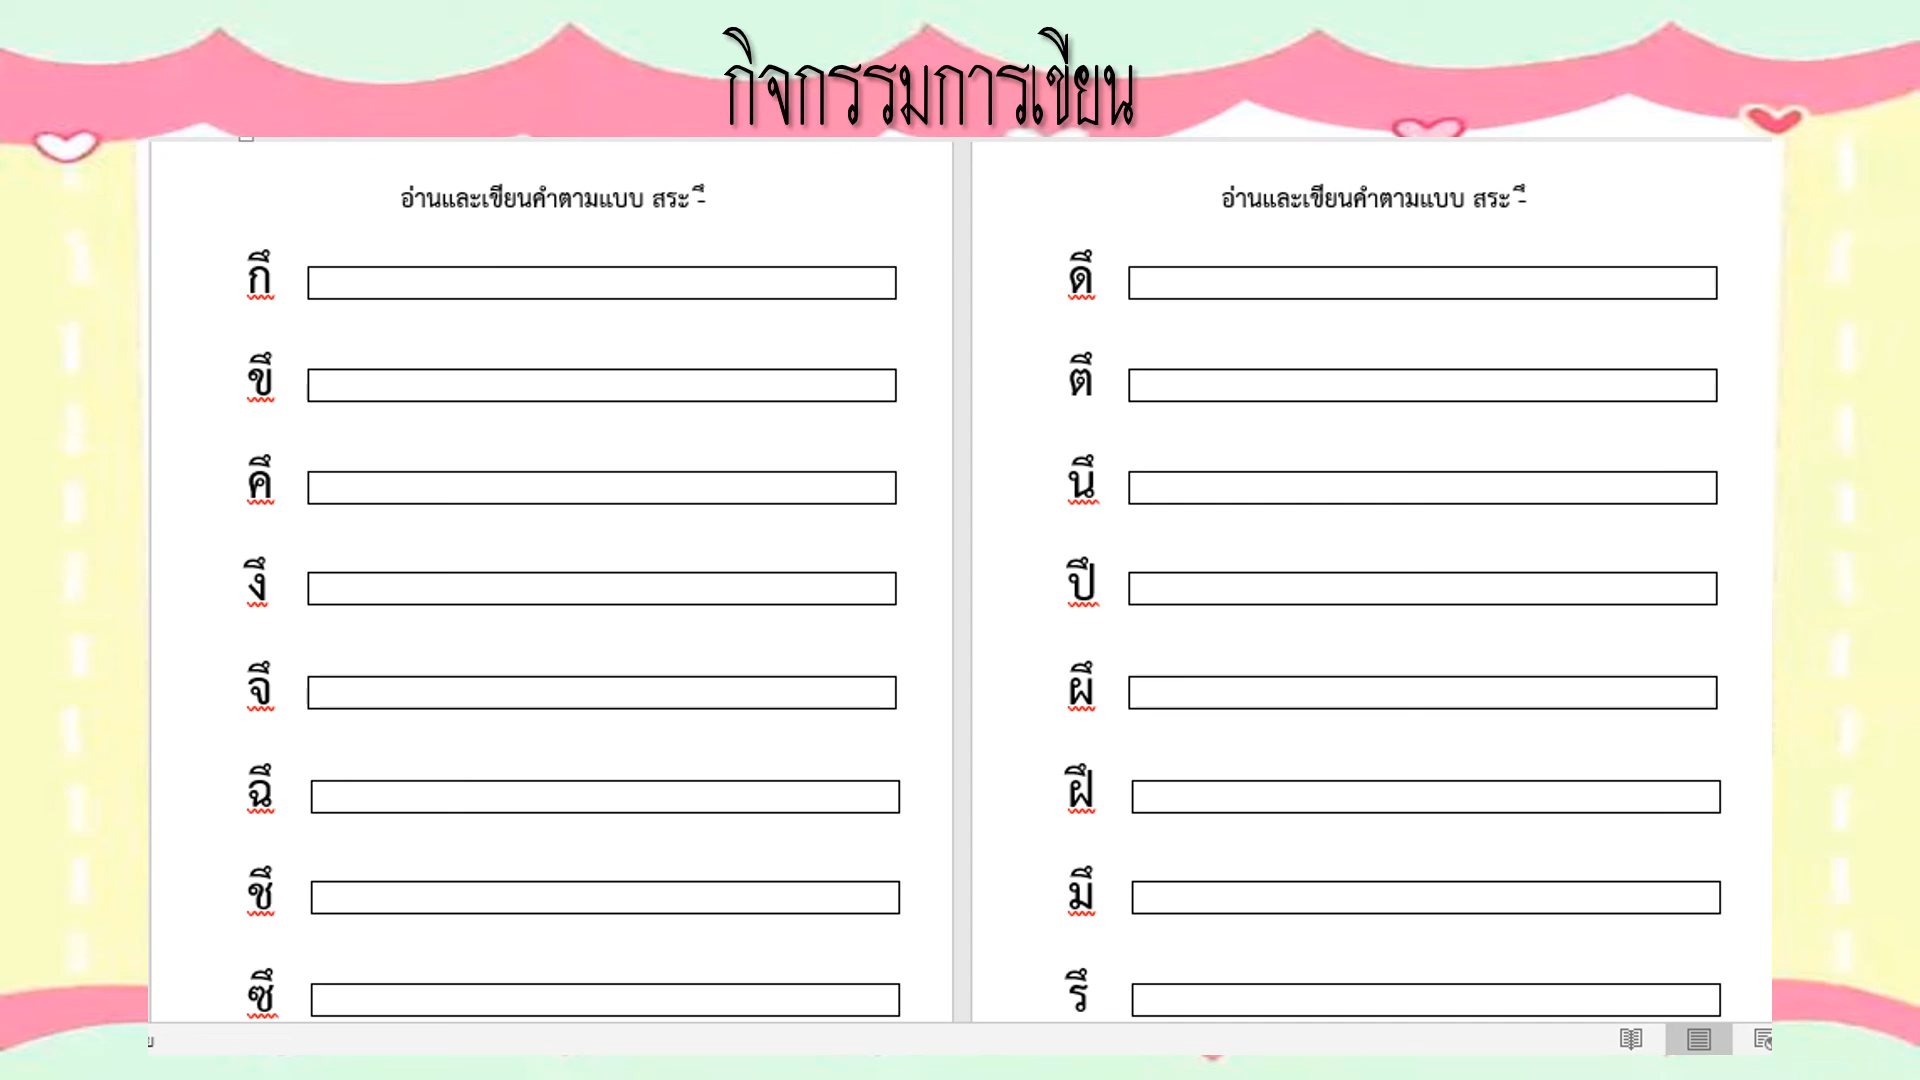 กิจกรรมการเขียน
อ่านและเขียนคำตามแบบ สระ -ึ
กึ
ขึ
คึ
งึ
จึ
ฉึ
ชึ
ซึ
อ่านและเขียนคำตามแบบ สระ -ึ
ดึ
ตึ
นึ
ปึ
ผึ
ฝึ
มึ
รึ